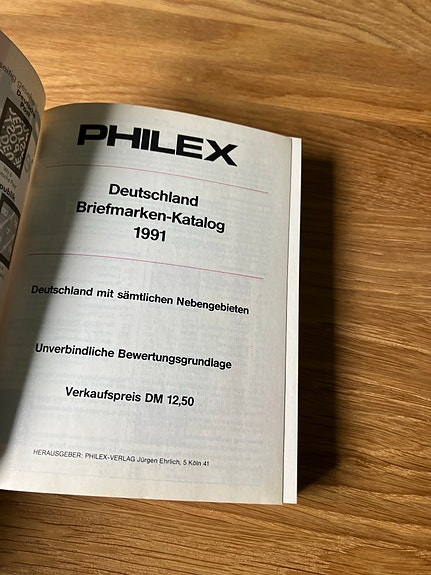 PHILEX
Deutschland
Briefmarken-Katalog
1991
Deutschland mit sämtlichen Nebengebieten
Unverbindliche Bewertungsgrundlage
Verkaufspreis DM 12,50
HERAUSGEBER: PHILEX-VERLAG Jürgen Ehrlich, 5 Köln 41